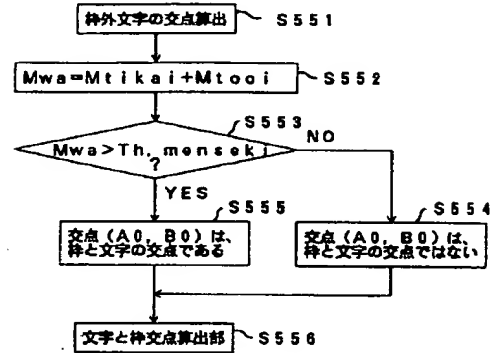 枠外文字の交点算出 S551
Mwa=Mtikai+Mtooi S552
S553
Mwa>Th, menseki
?
NO
YES
S555
S554
交点(A0, B0)は、
枠と文字の交点である
交点(A0, B0)は、
枠と文字の交点ではない
文字と枠交点算出部 S556